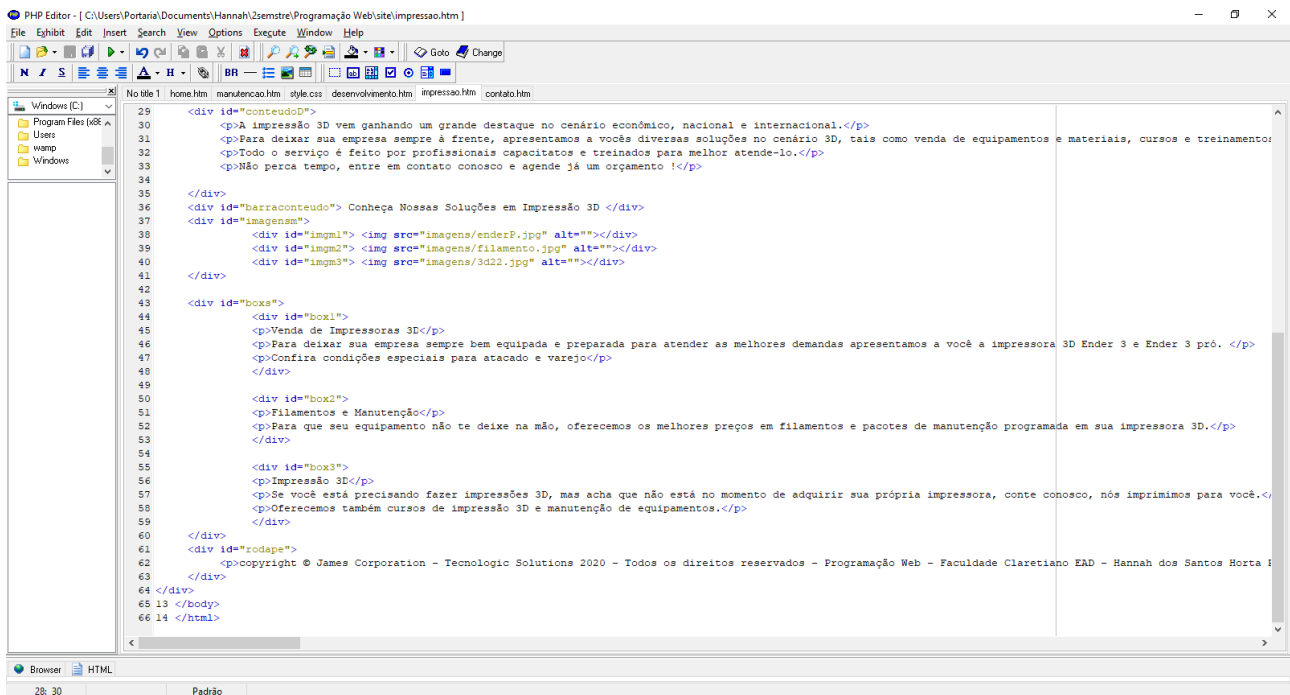 PHP Editor - [ C:\Users\Portaria\Documents\Hannah\2semstre\Programação Web\site\impressao.htm ]
File Exhibit Edit Insert Search View Options Execute Window Help
Goto Change
N I S A H BR
No title 1 home.htm manutencao.htm style.css desenvolvimento.htm impressao.htm contato.htm
Windows (C:)
Program Files (x86
Users
wamp
Windows
29 <div id="conteudoD">
30 <p>A impressão 3D vem ganhando um grande destaque no cenário econômico, nacional e internacional.</p>
31 <p>Para deixar sua empresa sempre à frente, apresentamos a vocês diversas soluções no cenário 3D, tais como venda de equipamentos e materiais, cursos e treinamentos
32 <p>Todo o serviço é feito por profissionais capacitatos e treinados para melhor atende-lo.</p>
33 <p>Não perca tempo, entre em contato conosco e agende já um orçamento !</p>
34
35 </div>
36 <div id="barraconteudo"> Conheça Nossas Soluções em Impressão 3D </div>
37 <div id="imagensm">
38 <div id="imgm1"> <img src="imagens/enderP.jpg" alt=""></div>
39 <div id="imgm2"> <img src="imagens/filamento.jpg" alt=""></div>
40 <div id="imgm3"> <img src="imagens/3d22.jpg" alt=""></div>
41 </div>
42
43 <div id="boxs">
44 <div id="box1">
45 <p>Venda de Impressoras 3D</p>
46 <p>Para deixar sua empresa sempre bem equipada e preparada para atender as melhores demandas apresentamos a você a impressora 3D Ender 3 e Ender 3 pró. </p>
47 <p>Confira condições especiais para atacado e varejo</p>
48 </div>
49
50 <div id="box2">
51 <p>Filamentos e Manutenção</p>
52 <p>Para que seu equipamento não te deixe na mão, oferecemos os melhores preços em filamentos e pacotes de manutenção programada em sua impressora 3D.</p>
53 </div>
54
55 <div id="box3">
56 <p>Impressão 3D</p>
57 <p>Se você está precisando fazer impressões 3D, mas acha que não está no momento de adquirir sua própria impressora, conte conosco, nós imprimimos para você.</
58 <p>Oferecemos também cursos de impressão 3D e manutenção de equipamentos.</p>
59 </div>
60 </div>
61 <div id="rodape">
62 <p>copyright © James Corporation - Tecnologic Solutions 2020 - Todos os direitos reservados - Programação Web - Faculdade Claretiano EAD - Hannah dos Santos Horta
63 </div>
64 </div>
65 13 </body>
66 14 </html>
Browser HTML
28: 30 Padrão